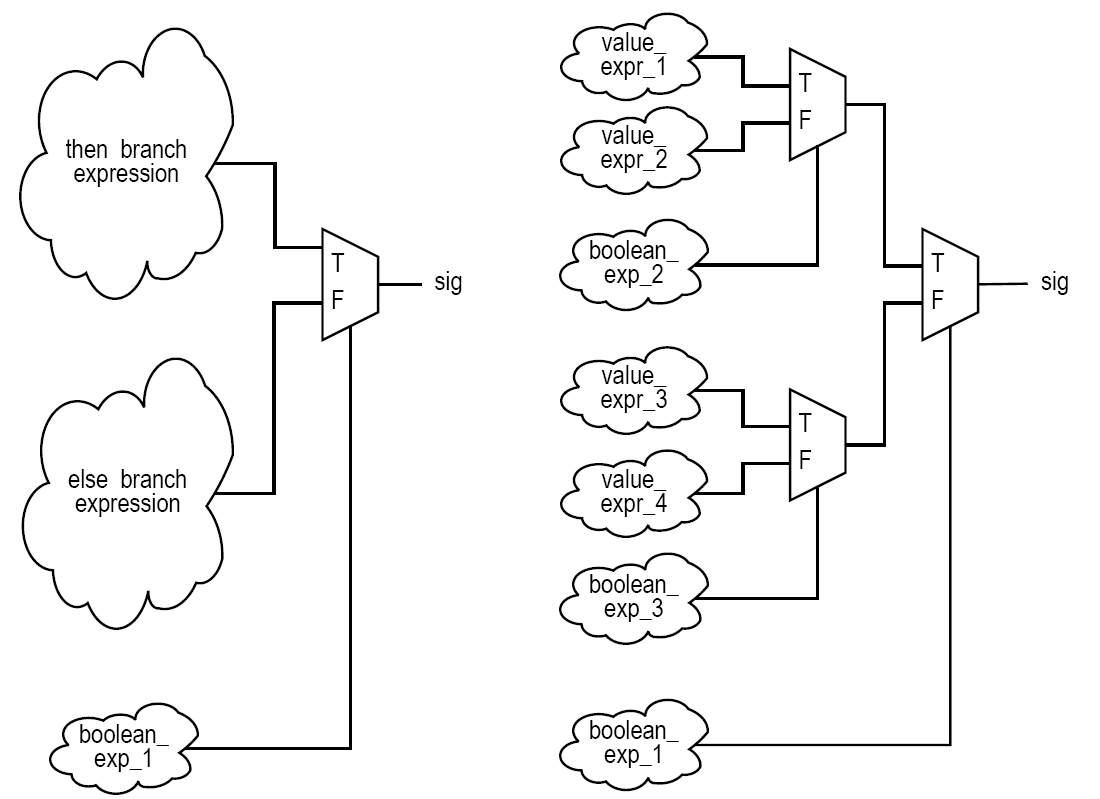 then branch
expression
T
F
sig
else branch
expression
boolean_
exp_1
value_
expr_1
T
F
value_
expr_2
boolean_
exp_2
T
F
sig
value_
expr_3
T
F
value_
expr_4
boolean_
exp_3
boolean_
exp_1